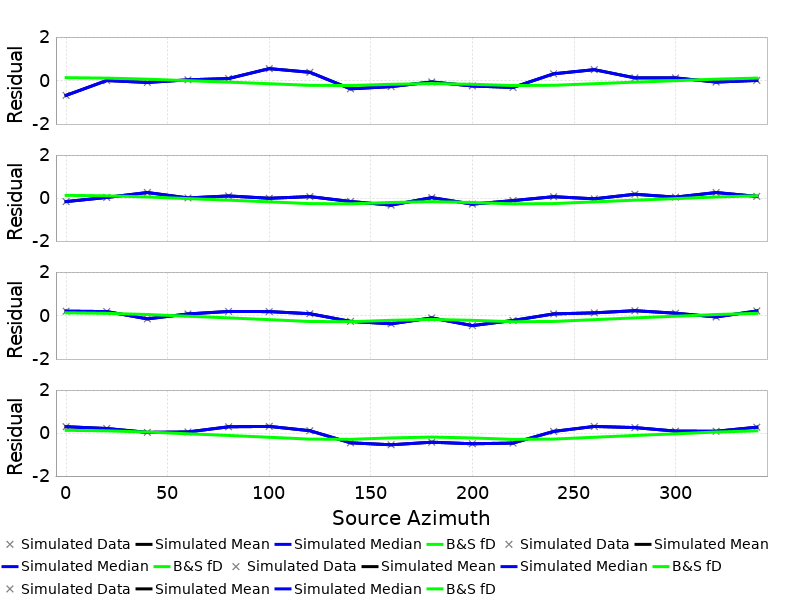 2
0
-2
Residual
2
0
-2
Residual
2
0
-2
Residual
2
0
-2
Residual
0 50 100 150 200 250 300
Source Azimuth
× Simulated Data Simulated Mean Simulated Median B&S fD × Simulated Data Simulated Mean
Simulated Median B&S fD × Simulated Data Simulated Mean Simulated Median B&S fD
× Simulated Data Simulated Mean Simulated Median B&S fD